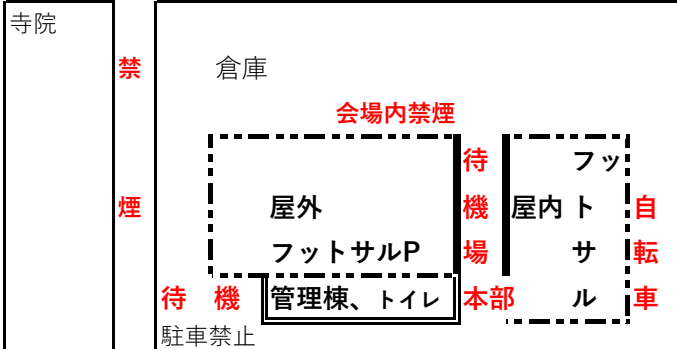 寺院
禁
煙
倉庫
会場内禁煙
屋外
フットサルP
待
機
場
本部
屋内
フットサル
自
転
車
待 機
管理棟、トイレ
駐車禁止